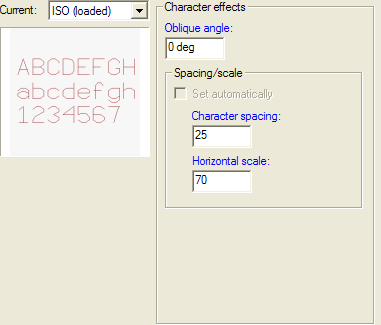 Current: ISO (loaded)
ABCDEFGH
abcdefgh
1234567
Character effects
Oblique angle:
0 deg
Spacing/scale
Set automatically
Character spacing:
25
Horizontal scale:
70